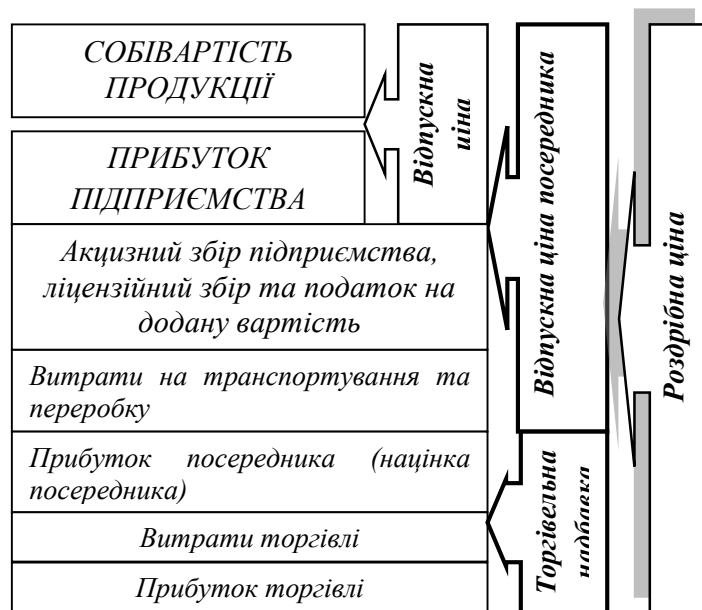 СОБІВАРТІСТЬ
ПРОДУКЦІЇ
ПРИБУТОК
ПІДПРИЄМСТВА
Акцизний збір підприємства,
ліцензійний збір та податок на
додану вартість
Витрати на транспортування та
переробку
Прибуток посередника (націнка
посередника)
Витрати торгівлі
Прибуток торгівлі
Відпускна
ціна
Відпускна ціна посередника
Торгівельна
надбавка
Роздрібна ціна